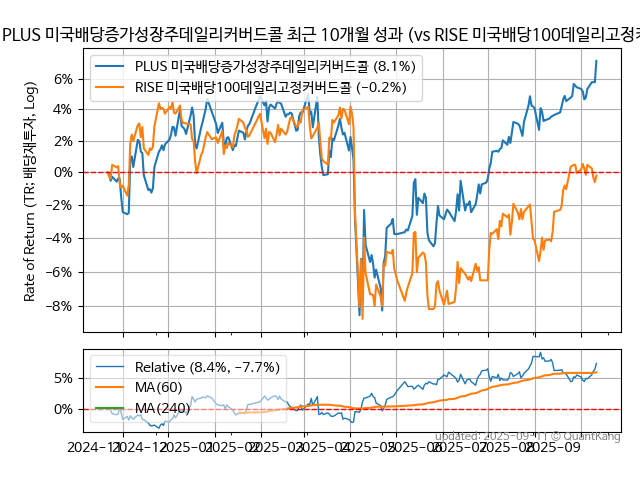 PLUS 미국배당증가성장주데일리커버드콜 최근 10개월 성과 (vs RISE 미국배당100데일리고정커
PLUS 미국배당증가성장주데일리커버드콜 (8.1%)
RISE 미국배당100데일리고정커버드콜 (−0.2%)
Rate of Return (TR: 배당재투자, Log)
6%
4%
2%
0%
−2%
−4%
−6%
−8%
Relative (8.4%, −7.7%)
MA(60)
MA(240)
5%
0%
2024-11
2024-12
2025-01
2025-02
2025-03
2025-04
2025-05
2025-06
2025-07
2025-08
2025-09
updated: 2025-09-11 © QuantKang